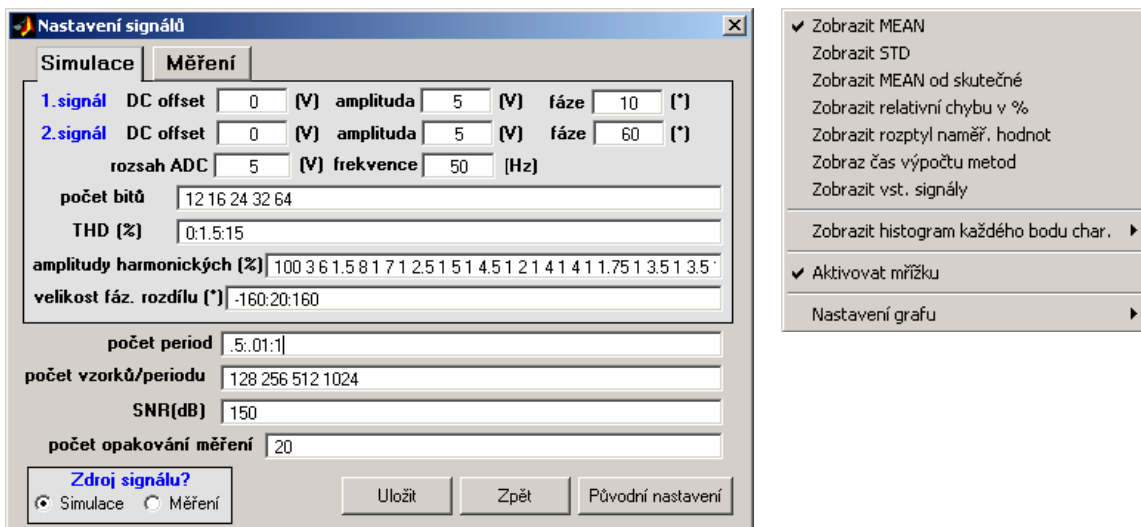 Nastavení signálů
Simulace Měření
1.signál DC offset 0 (V) amplituda 5 (V) fáze 10 (°)
2.signál DC offset 0 (V) amplituda 5 (V) fáze 60 (°)
rozsah ADC 5 (V) frekvence 50 [Hz]
počet bitů 12 16 24 32 64
THD (%) 0:1.5:15
amplitudy harmonických (%) 100 3 6 1.5 8 1 7 1 2.5 1 5 1 4.5 1 2 1 4 1 4 1 1.75 1 3.5 1 3.5
velikost fáz. rozdílu (°) -160:20:160
počet period .5:.01:1
počet vzorků/periodu 128 256 512 1024
SNR(dB) 150
počet opakování měření 20
Zdroj signálu?
Simulace Měření
Uložit Zpět Původní nastavení
Zobrazit MEAN
Zobrazit STD
Zobrazit MEAN od skutečné
Zobrazit relativní chybu v %
Zobrazit rozptyl naměř. hodnot
Zobraz čas výpočtu metod
Zobrazit vst. signály
Zobrazit histogram každého bodu char.
Aktivovat mřížku
Nastavení grafu